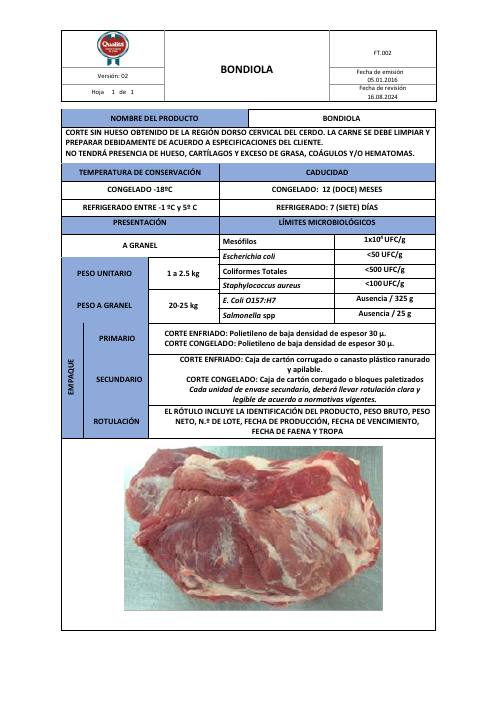 Qualitá
FT.002
Versión: 02
BONDIOLA
Fecha de emisión
05.01.2016
Hoja 1 de 1
Fecha de revisión
16.08.2024
NOMBRE DEL PRODUCTO
BONDIOLA
CORTE SIN HUESO OBTENIDO DE LA REGIÓN DORSO CERVICAL DEL CERDO. LA CARNE SE DEBE LIMPIAR Y
PREPARAR DEBIDAMENTE DE ACUERDO A ESPECIFICACIONES DEL CLIENTE.
NO TENDRÁ PRESENCIA DE HUESO, CARTÍLAGOS Y EXCESO DE GRASA, COÁGULOS Y/O HEMATOMAS.
TEMPERATURA DE CONSERVACIÓN
CADUCIDAD
CONGELADO -18ºC
CONGELADO: 12 (DOCE) MESES
REFRIGERADO ENTRE -1 ºC y 5º C
REFRIGERADO: 7 (SIETE) DÍAS
PRESENTACIÓN
LÍMITES MICROBIOLÓGICOS
A GRANEL
Mesófilos
1x10⁶ UFC/g
Escherichia coli
<50 UFC/g
PESO UNITARIO
1 a 2.5 kg
Coliformes Totales
<500 UFC/g
Staphylococcus aureus
<100 UFC/g
PESO A GRANEL
20-25 kg
E. Coli O157:H7
Ausencia / 325 g
Salmonella spp
Ausencia / 25 g
EMPAQUE
PRIMARIO
CORTE ENFRIADO: Polietileno de baja densidad de espesor 30 µ.
CORTE CONGELADO: Polietileno de baja densidad de espesor 30 µ.
SECUNDARIO
CORTE ENFRIADO: Caja de cartón corrugado o canasto plástico ranurado
y apilable.
CORTE CONGELADO: Caja de cartón corrugado o bloques paletizados
Cada unidad de envase secundario, deberá llevar rotulación clara y
legible de acuerdo a normativas vigentes.
ROTULACIÓN
EL RÓTULO INCLUYE LA IDENTIFICACIÓN DEL PRODUCTO, PESO BRUTO, PESO
NETO, N.º DE LOTE, FECHA DE PRODUCCIÓN, FECHA DE VENCIMIENTO,
FECHA DE FAENA Y TROPA